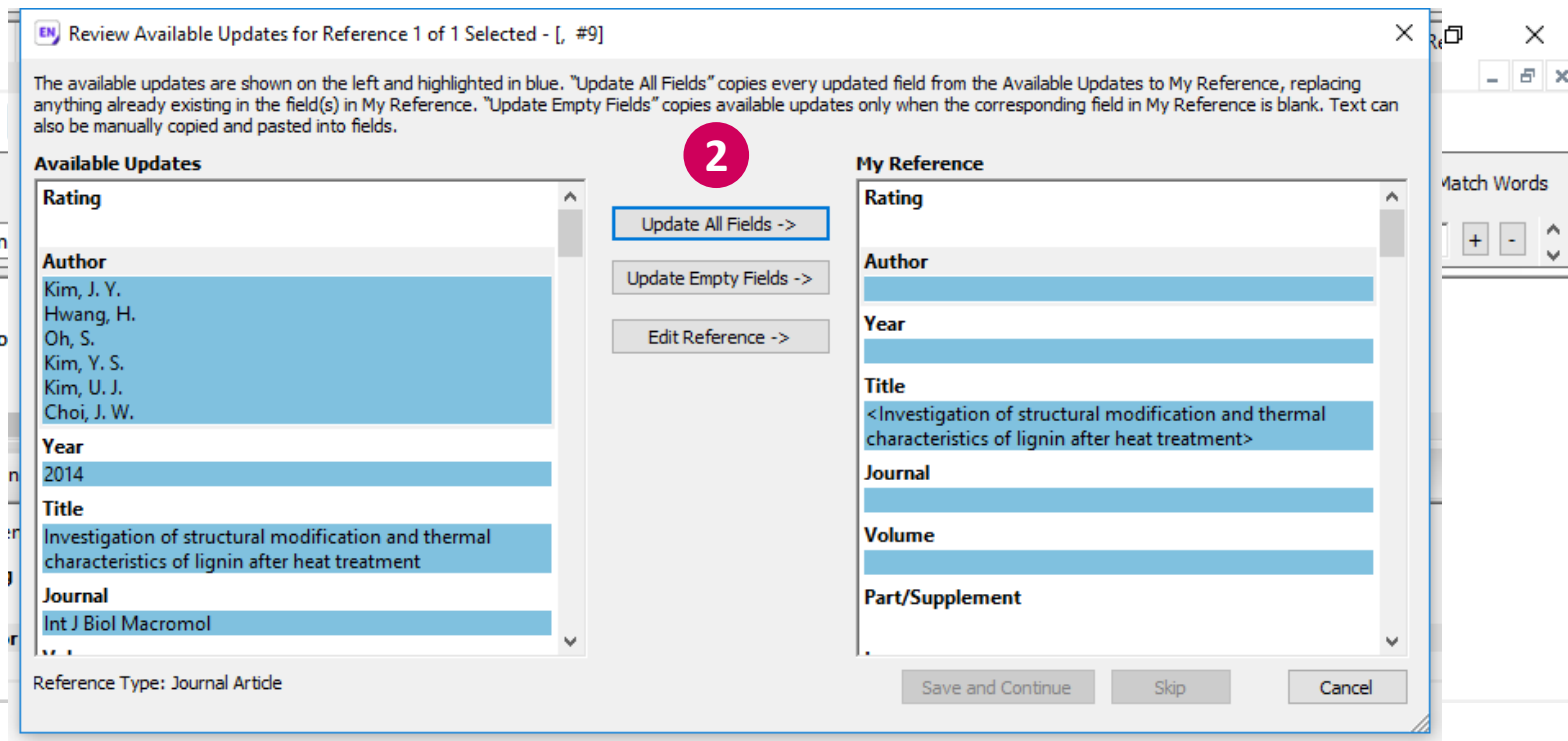 EN Review Available Updates for Reference 1 of 1 Selected - [, #9]
The available updates are shown on the left and highlighted in blue. "Update All Fields" copies every updated field from the Available Updates to My Reference, replacing
anything already existing in the field(s) in My Reference. "Update Empty Fields" copies available updates only when the corresponding field in My Reference is blank. Text can
also be manually copied and pasted into fields.
2
Available Updates
Rating
Author
Kim, J. Y.
Hwang, H.
Oh, S.
Kim, Y. S.
Kim, U. J.
Choi, J. W.
Year
2014
Title
Investigation of structural modification and thermal
characteristics of lignin after heat treatment
Journal
Int J Biol Macromol
Update All Fields ->
Update Empty Fields ->
Edit Reference ->
My Reference
Rating
Author
Year
Title
<Investigation of structural modification and thermal
characteristics of lignin after heat treatment>
Journal
Volume
Part/Supplement
Reference Type: Journal Article
Save and Continue
Skip
Cancel
Match Words
+ -